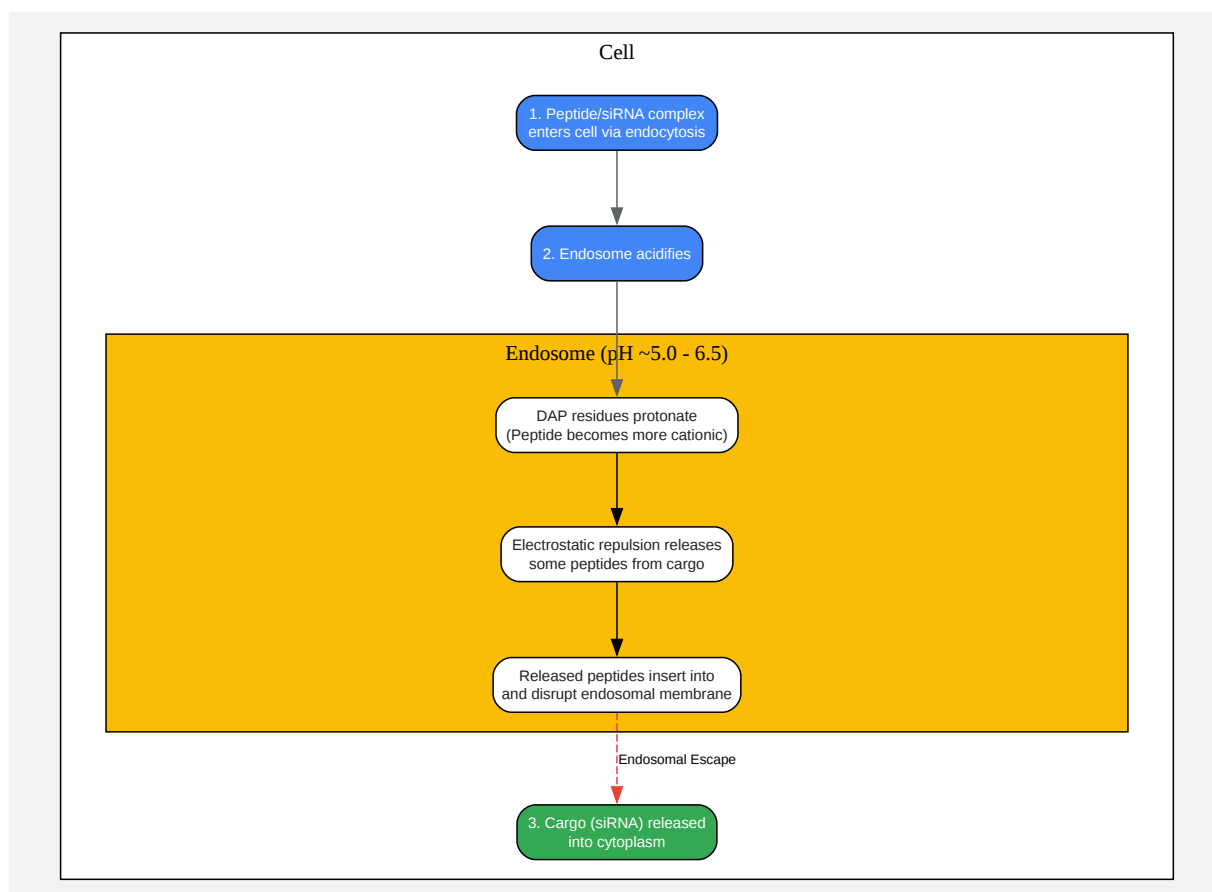 Cell
1. Peptide/siRNA complex
enters cell via endocytosis
2. Endosome acidifies
Endosome (pH ~5.0 - 6.5)
DAP residues protonate
(Peptide becomes more cationic)
Electrostatic repulsion releases
some peptides from cargo
Released peptides insert into
and disrupt endosomal membrane
Endosomal Escape
3. Cargo (siRNA) released
into cytoplasm